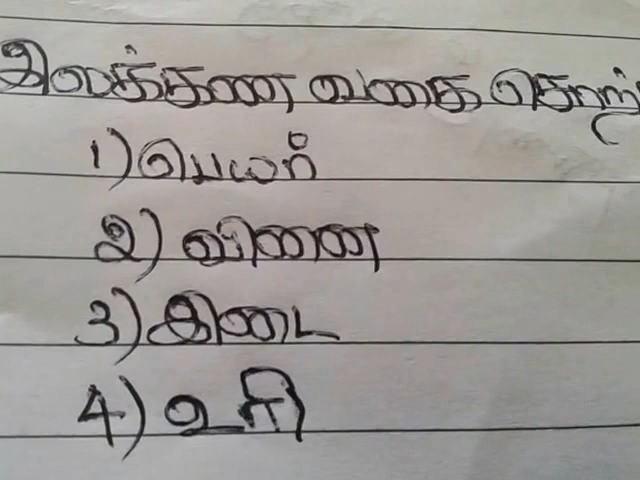 இலக்கண வகை சொற்
1) பெயர்
2) வினை
3) இடை
4) உரி